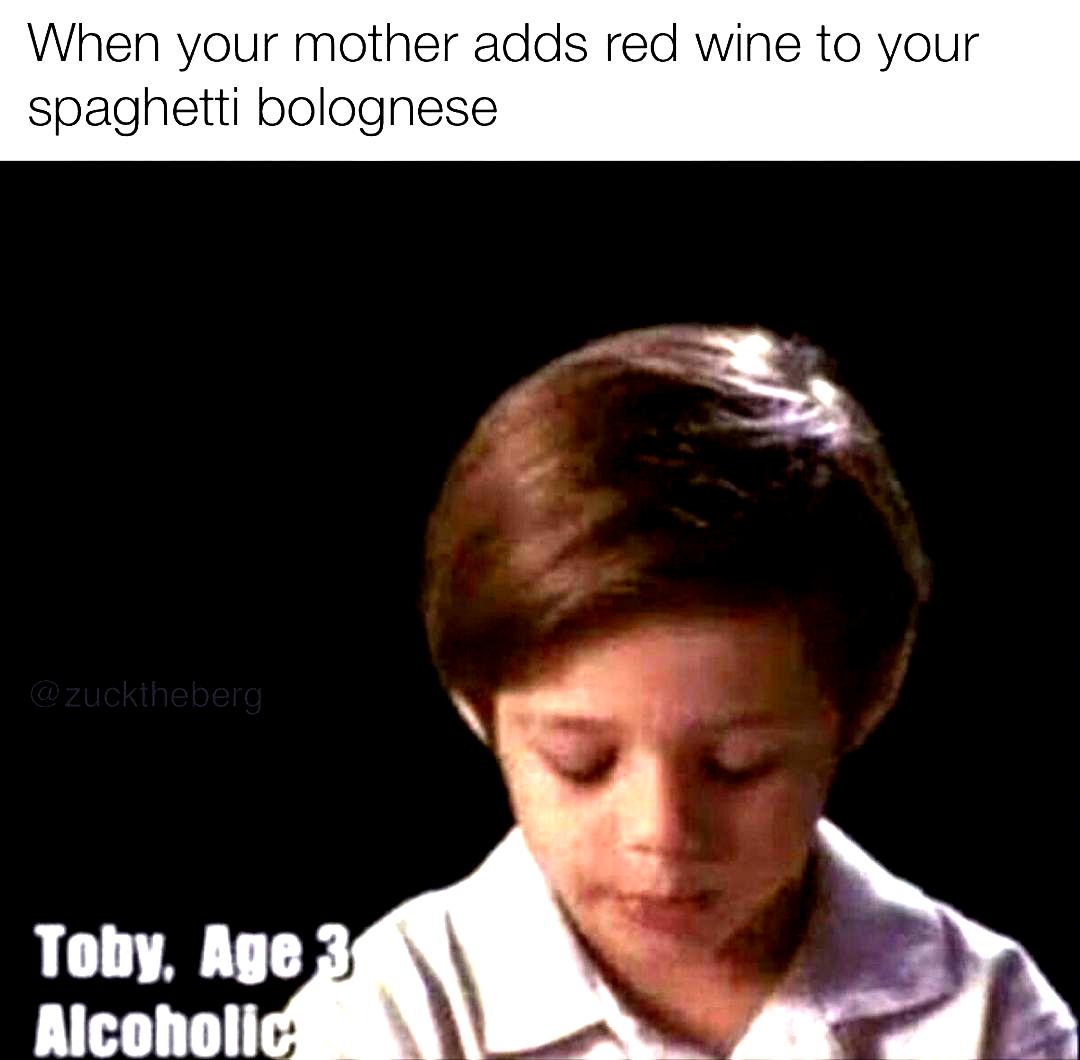 When your mother adds red wine to your
spaghetti bolognese
@zucktheberg
Toby, Age 3
Alcoholic